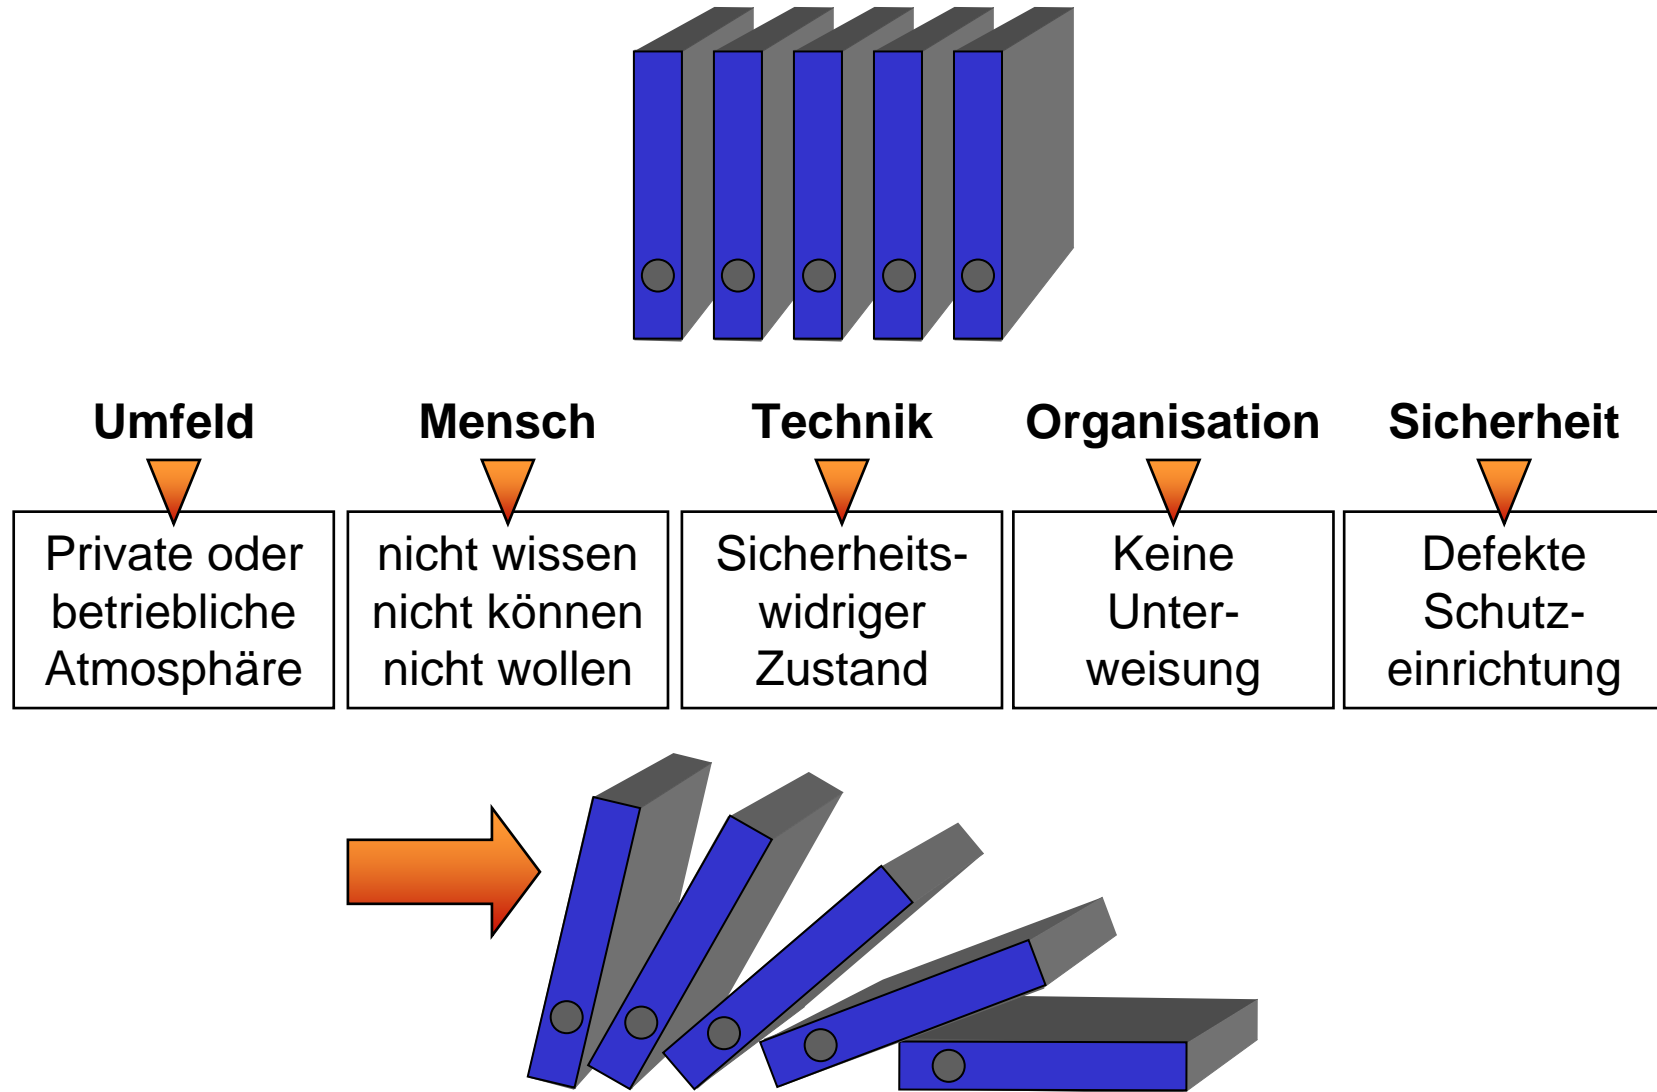 Umfeld
Mensch
Technik
Organisation
Sicherheit
Private oder
betriebliche
Atmosphäre
nicht wissen
nicht können
nicht wollen
Sicherheits-
widriger
Zustand
Keine
Unter-
weisung
Defekte
Schutz-
einrichtung